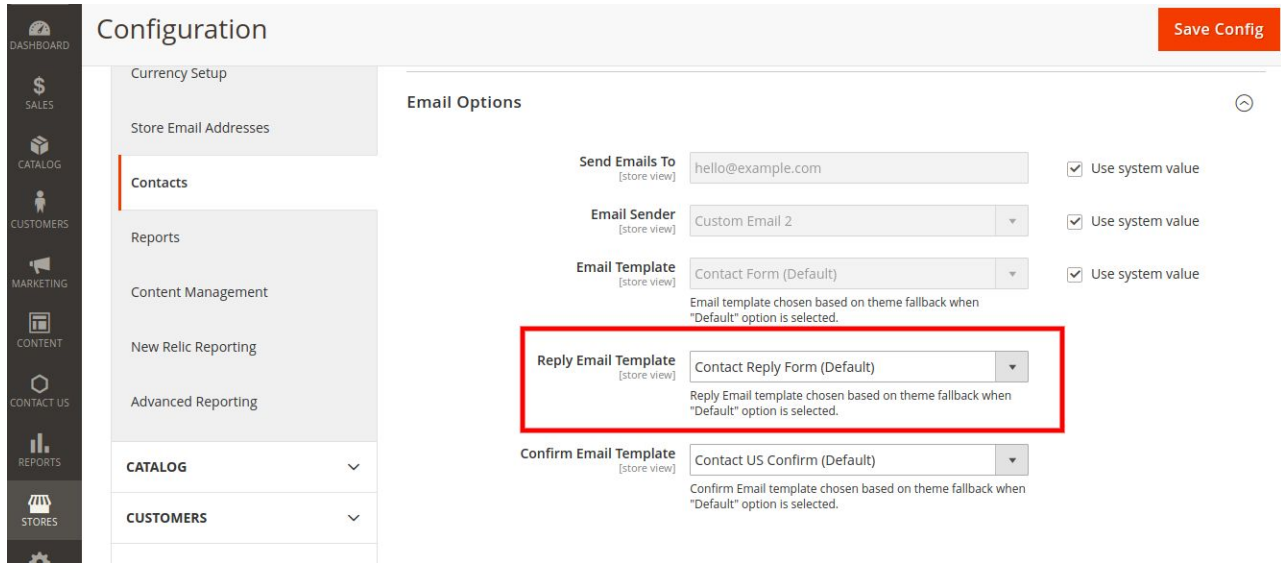 Configuration
Save Config
DASHBOARD
$
SALES
CATALOG
CUSTOMERS
MARKETING
CONTENT
CONTACT US
REPORTS
STORES
Currency Setup
Store Email Addresses
Contacts
Reports
Content Management
New Relic Reporting
Advanced Reporting
CATALOG
CUSTOMERS
Email Options
Send Emails To
[store view]
hello@example.com
Use system value
Email Sender
[store view]
Custom Email 2
Use system value
Email Template
[store view]
Contact Form (Default)
Use system value
Email template chosen based on theme fallback when
"Default" option is selected.
Reply Email Template
[store view]
Contact Reply Form (Default)
Reply Email template chosen based on theme fallback when
"Default" option is selected.
Confirm Email Template
[store view]
Contact US Confirm (Default)
Confirm Email template chosen based on theme fallback when
"Default" option is selected.